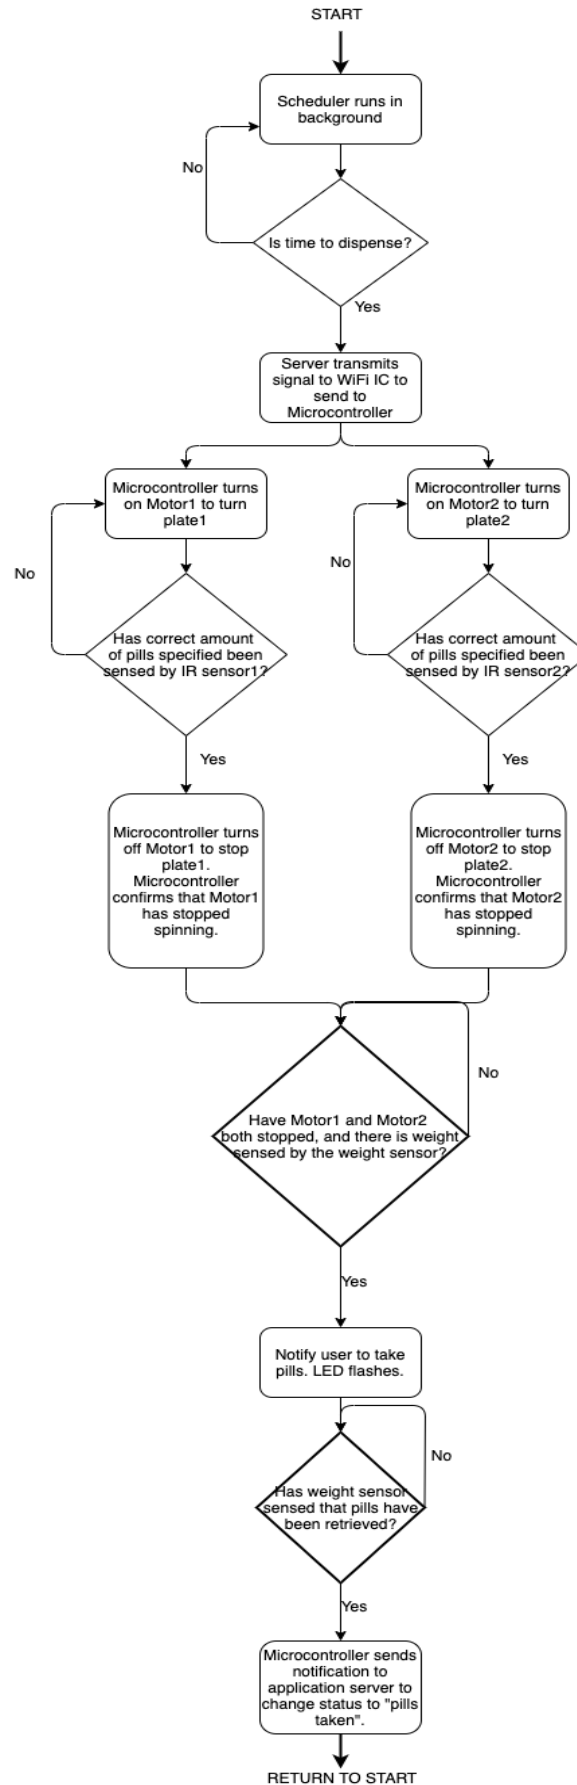 START
Scheduler runs in
background
No
Is time to dispense?
Yes
Server transmits
signal to WiFi IC to
send to
Microcontroller
Microcontroller turns
on Motor1 to turn
plate1
No
Has correct amount
of pills specified been
sensed by IR sensor1?
Yes
Microcontroller turns
off Motor1 to stop
plate1.
Microcontroller
confirms that Motor1
has stopped
spinning.
Microcontroller turns
on Motor2 to turn
plate2
No
Has correct amount
of pills specified been
sensed by IR sensor2?
Yes
Microcontroller turns
off Motor2 to stop
plate2.
Microcontroller
confirms that Motor2
has stopped
spinning.
No
Have Motor1 and Motor2
both stopped, and there is weight
sensed by the weight sensor?
Yes
Notify user to take
pills. LED flashes.
No
Has weight sensor
sensed that pills have
been retrieved?
Yes
Microcontroller sends
notification to
application server to
change status to "pills
taken".
RETURN TO START